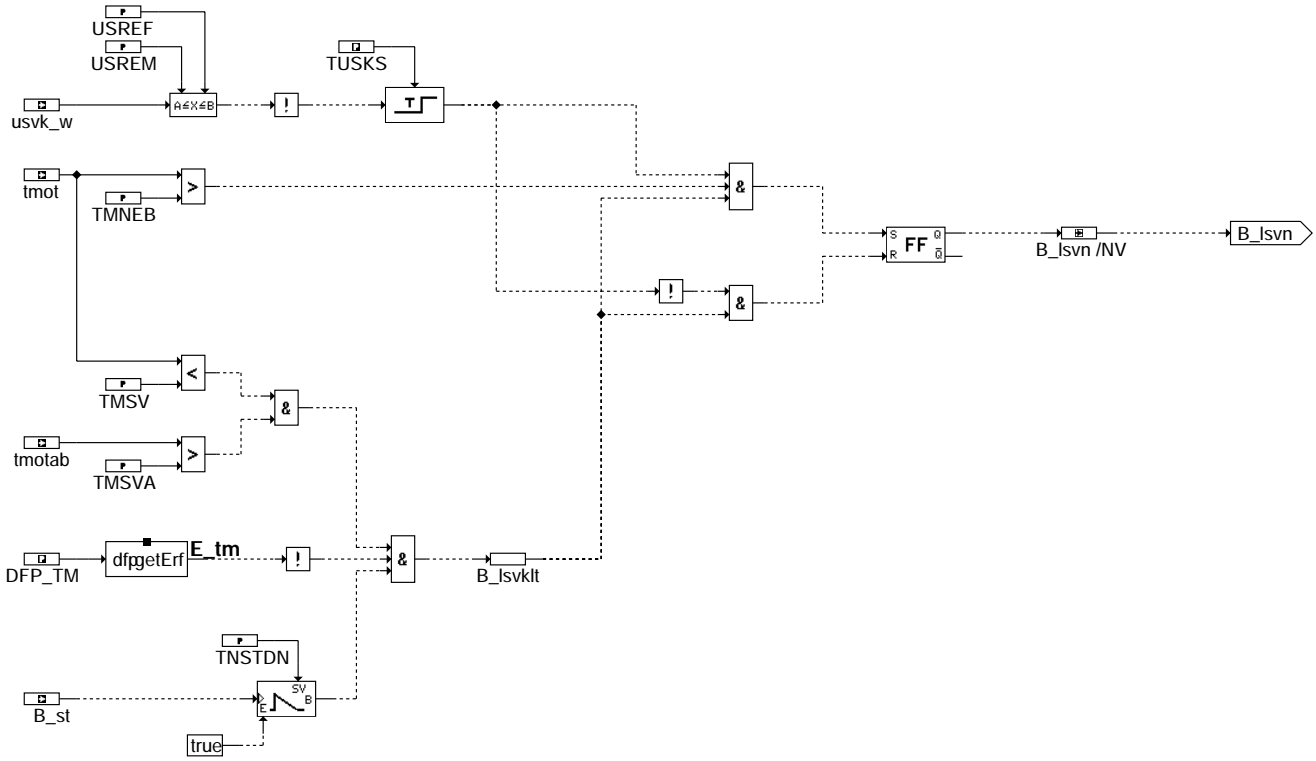 USREF
USREM
TUSKS
A≤X≤B
!
T
usvk_w
tmot
>
TMNEB
&
S Q
FF
R Q̅
B_lsvn /NV
B_lsvn
!
&
<
TMSV
&
tmotab
>
TMSVA
DFP_TM
dfpgetErf
E_tm
!
&
B_lsvklt
TNSTDN
SV
B
E
B_st
true